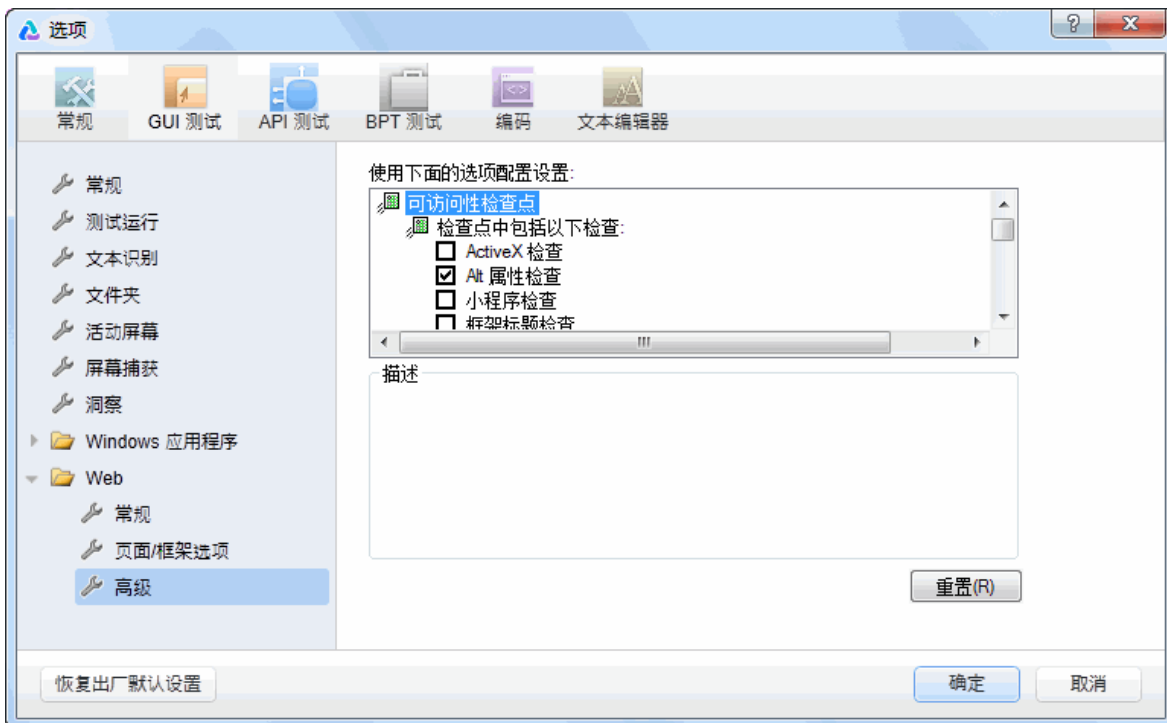 选项
常规
GUI 测试
API 测试
BPT 测试
编码
文本编辑器
常规
测试运行
文本识别
文件夹
活动屏幕
屏幕捕获
洞察
Windows 应用程序
Web
常规
页面/框架选项
高级
使用下面的选项配置设置:
可访问性检查点
检查点中包括以下检查:
ActiveX 检查
Alt 属性检查
小程序检查
框架标题检查
描述
重置(R)
恢复出厂默认设置
确定
取消